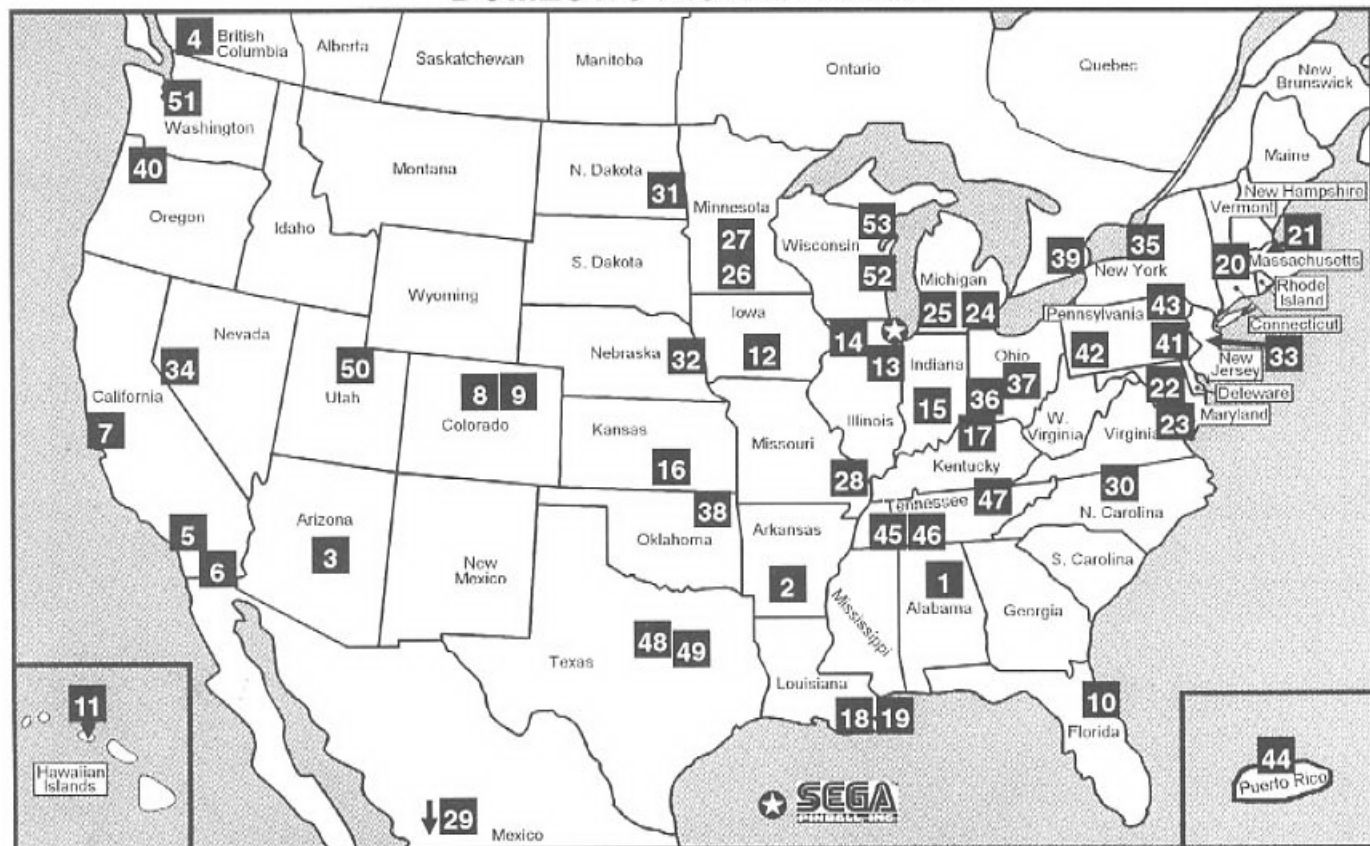 4
British
Columbia
Alberta
Saskatchewan
Manitoba
Ontario
Quebec
New
Brunswick
51
Washington
40
Oregon
Idaho
Montana
N. Dakota
31
Minnesota
27
26
Wisconsin
53
52
Michigan
25
24
39
35
New York
Maine
New Hampshire
Vermont
21
Massachusetts
20
Rhode
Island
Connecticut
S. Dakota
Wyoming
Nevada
34
California
7
5
6
50
Utah
8
9
Colorado
Nebraska
32
Iowa
12
14
13
Illinois
Indiana
15
Ohio
37
36
17
Kentucky
Pennsylvania
43
42
41
33
New
Jersey
22
Deleware
Maryland
23
W.
Virginia
Virginia
Kansas
16
Missouri
28
Arizona
3
New
Mexico
38
Oklahoma
Arkansas
2
Tennessee
47
45
46
30
N. Carolina
S. Carolina
Mississippi
1
Alabama
Georgia
Texas
48
49
Louisiana
18
19
10
Florida
11
Hawaiian
Islands
29
Mexico
SEGA
PINBALL, INC.
44
Puerto Rico